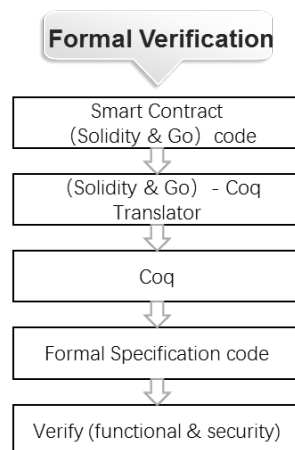 Formal Verification
Smart Contract
（Solidity & Go）code
（Solidity & Go） - Coq
Translator
Coq
Formal Specification code
Verify (functional & security)